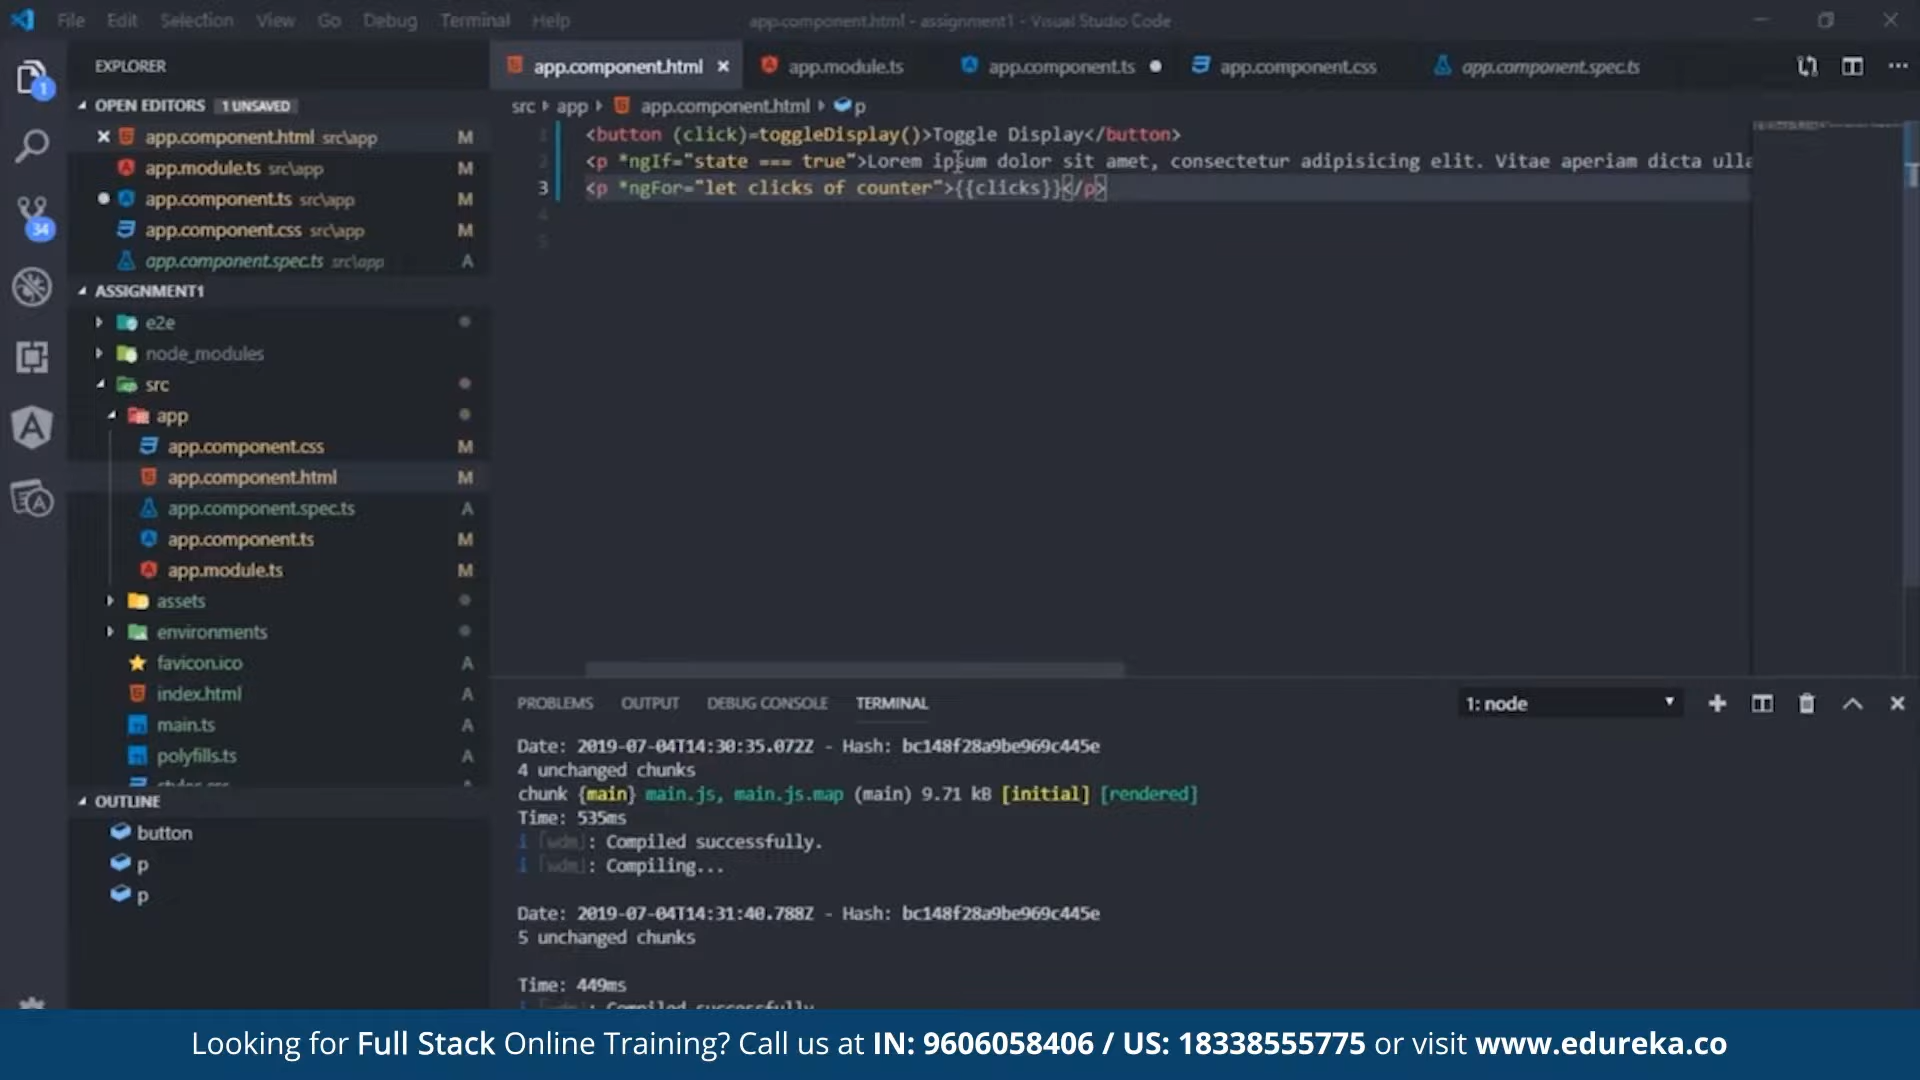 File Edit Selection View Go Debug Terminal Help
app.component.html - assignment1 - Visual Studio Code
EXPLORER
OPEN EDITORS 1 UNSAVED
app.component.html src\app M
app.module.ts src\app M
app.component.ts src\app M
app.component.css src\app M
app.component.spec.ts src\app A
ASSIGNMENT1
e2e
node_modules
src
app
app.component.css M
app.component.html M
app.component.spec.ts A
app.component.ts M
app.module.ts M
assets
environments
favicon.ico A
index.html A
main.ts A
polyfills.ts A
OUTLINE
button
p
p
1
34
app.component.html app.module.ts app.component.ts app.component.css app.component.spec.ts
src app app.component.html p
1 <button (click)=toggleDisplay()>Toggle Display</button>
2 <p *ngIf="state === true">Lorem ipsum dolor sit amet, consectetur adipisicing elit. Vitae aperiam dicta ulla
3 <p *ngFor="let clicks of counter">{{clicks}}</p>
4
5
PROBLEMS OUTPUT DEBUG CONSOLE TERMINAL 1: node
Date: 2019-07-04T14:30:35.072Z - Hash: bc148f28a9be969c445e
4 unchanged chunks
chunk {main} main.js, main.js.map (main) 9.71 kB [initial] [rendered]
Time: 535ms
i ｢wdm｣: Compiled successfully.
i ｢wdm｣: Compiling...
Date: 2019-07-04T14:31:40.788Z - Hash: bc148f28a9be969c445e
5 unchanged chunks
Time: 449ms
Looking for Full Stack Online Training? Call us at IN: 9606058406 / US: 18338555775 or visit www.edureka.co